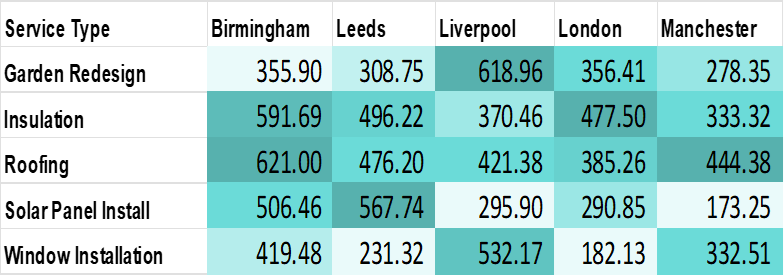 Service Type Birmingham Leeds Liverpool London Manchester
Garden Redesign 355.90 308.75 618.96 356.41 278.35
Insulation 591.69 496.22 370.46 477.50 333.32
Roofing 621.00 476.20 421.38 385.26 444.38
Solar Panel Install 506.46 567.74 295.90 290.85 173.25
Window Installation 419.48 231.32 532.17 182.13 332.51